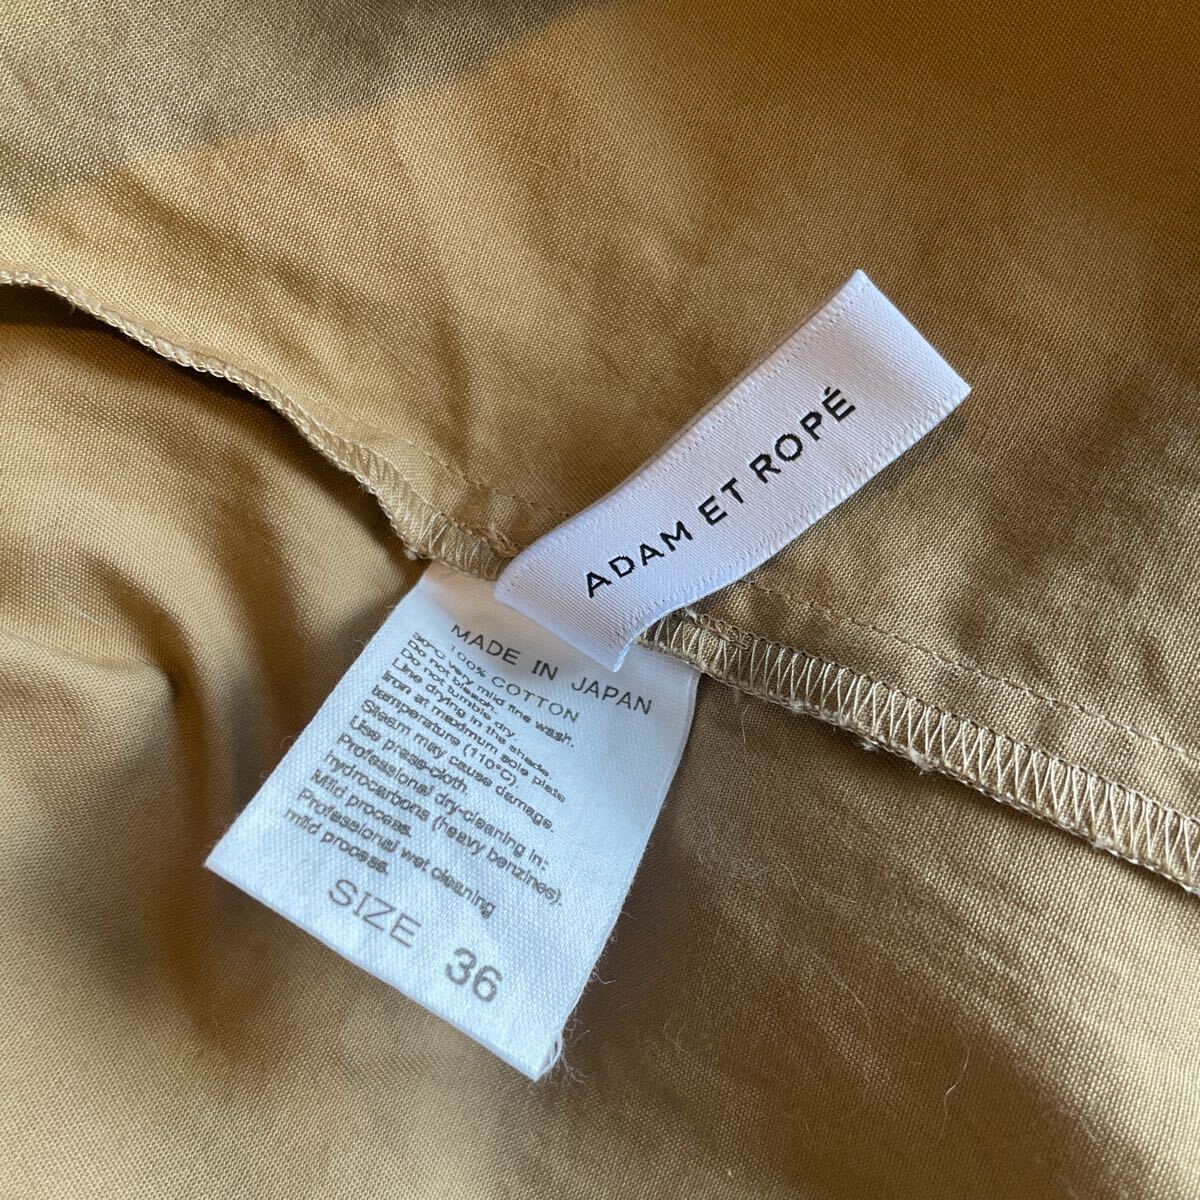 ADAM ET ROPÉ
MADE IN JAPAN
100% COTTON
30°C very mild fine wash.
Do not bleach.
Do not tumble dry.
Line drying in the shade.
Iron at maximum sole plate
temperature (110°C).
Steam may cause damage.
Use press-cloth.
Professional dry-cleaning in:
hydrocarbons (heavy benzines).
Mild process.
Professional wet cleaning
mild process.
SIZE 36